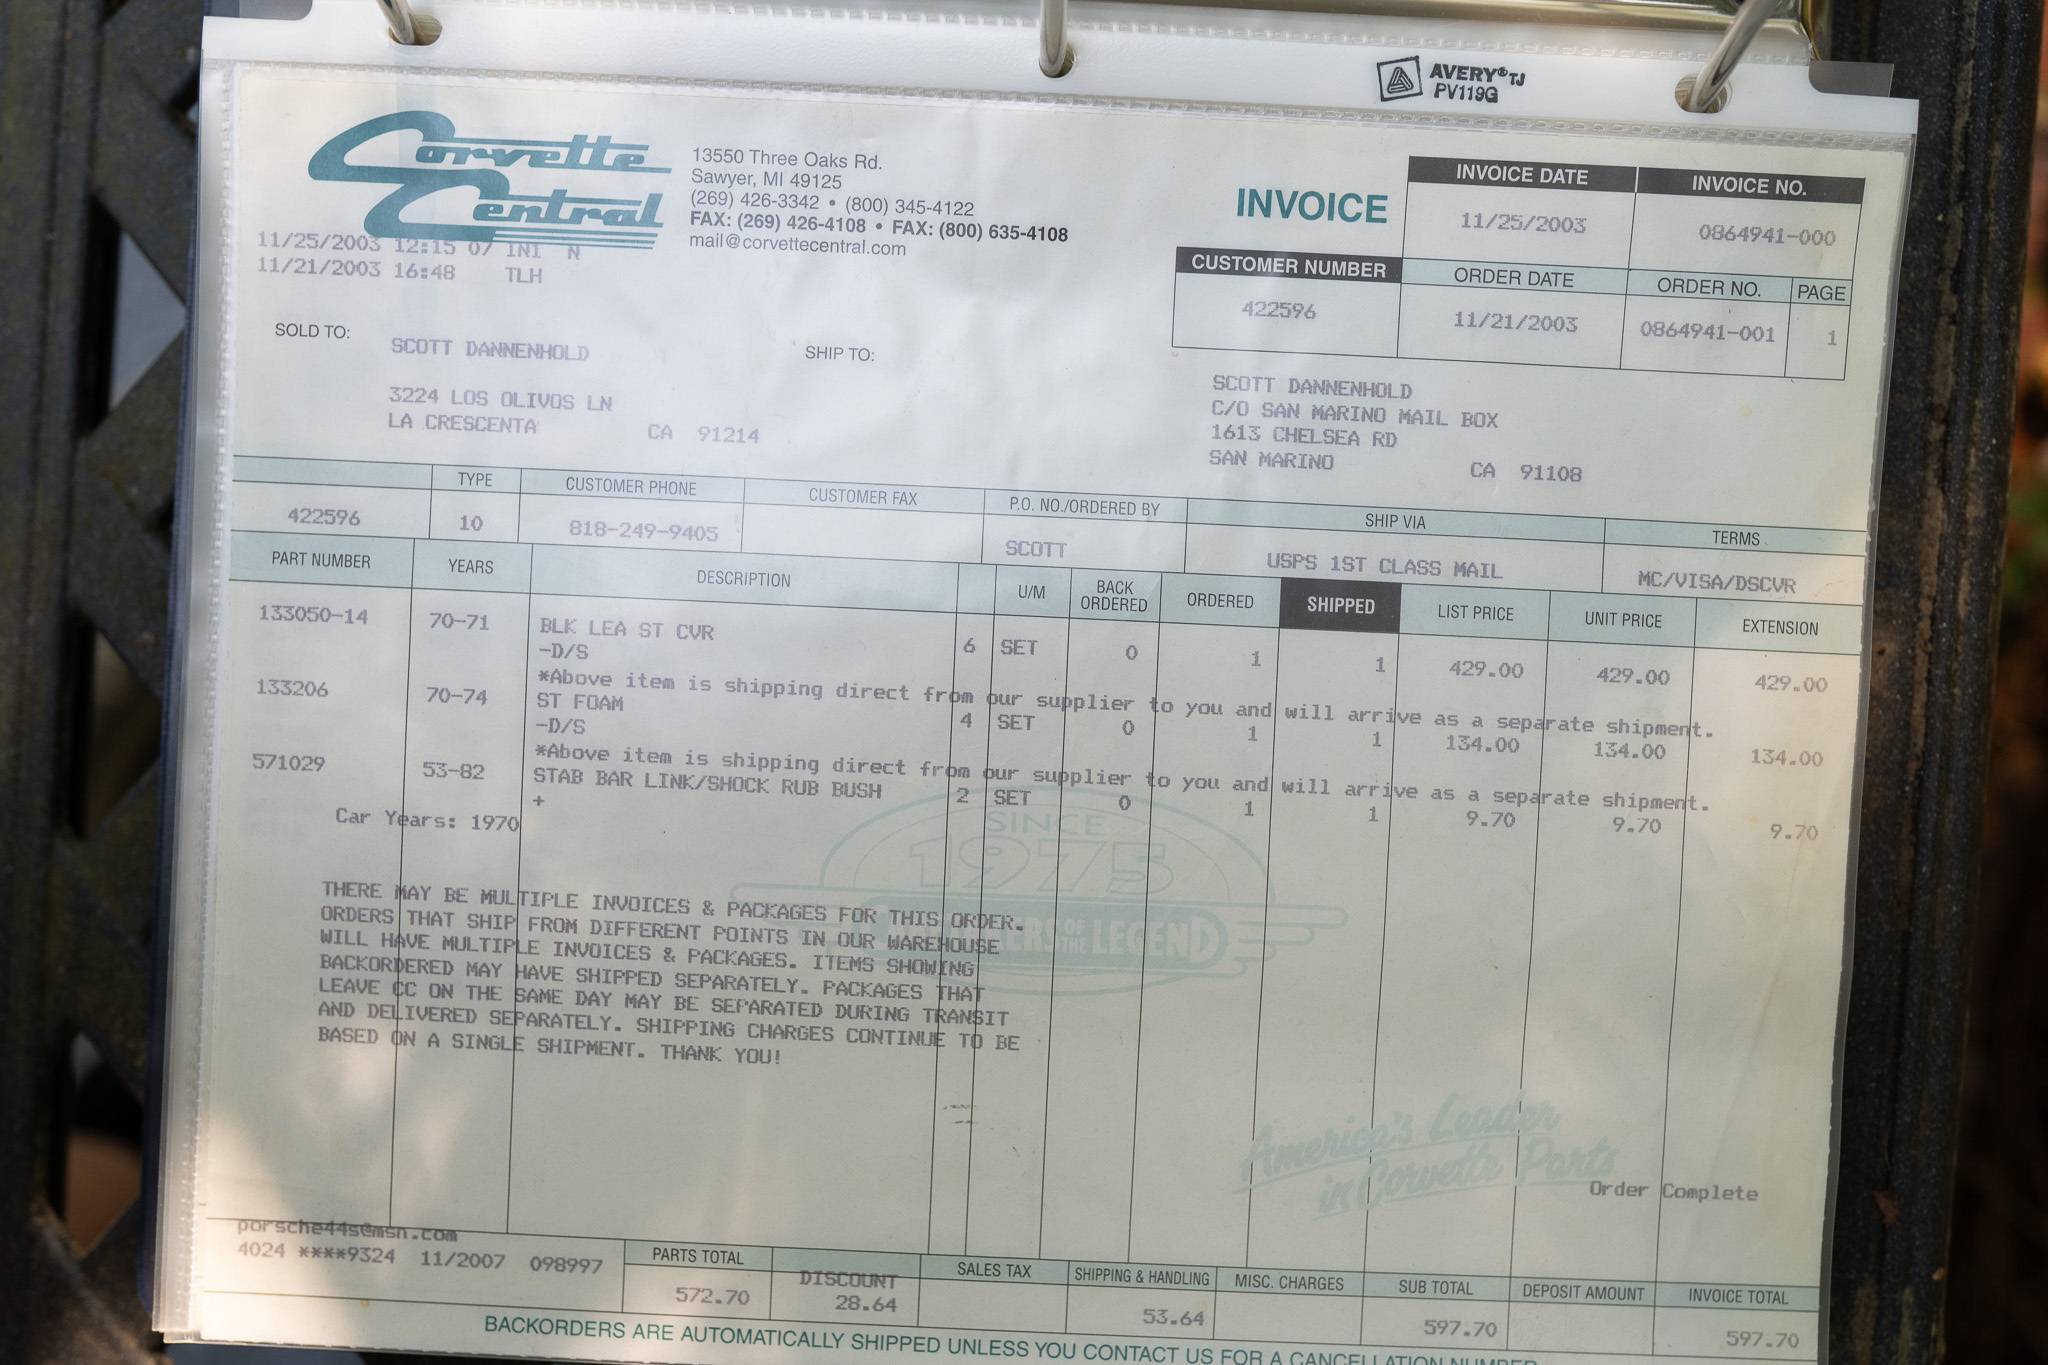 AVERY® TJ
PV119G
Corvette
Central
13550 Three Oaks Rd.
Sawyer, MI 49125
(269) 426-3342 • (800) 345-4122
FAX: (269) 426-4108 • FAX: (800) 635-4108
mail@corvettecentral.com
INVOICE
INVOICE DATE INVOICE NO.
11/25/2003 0864941-000
CUSTOMER NUMBER ORDER DATE ORDER NO. PAGE
422596 11/21/2003 0864941-001 1
11/25/2003 12:15 07 IN1 N
11/21/2003 16:48 TLH
SOLD TO: SCOTT DANNENHOLD
3224 LOS OLIVOS LN
LA CRESCENTA CA 91214
SHIP TO:
SCOTT DANNENHOLD
C/O SAN MARINO MAIL BOX
1613 CHELSEA RD
SAN MARINO CA 91108
TYPE CUSTOMER PHONE CUSTOMER FAX P.O. NO./ORDERED BY SHIP VIA TERMS
422596 10 818-249-9405 SCOTT USPS 1ST CLASS MAIL MC/VISA/DSCVR
PART NUMBER YEARS DESCRIPTION U/M BACK ORDERED ORDERED SHIPPED LIST PRICE UNIT PRICE EXTENSION
133050-14 70-71 BLK LEA ST CVR 6 SET 0 1 1 429.00 429.00 429.00
-D/S
*Above item is shipping direct from our supplier to you and will arrive as a separate shipment.
133206 70-74 ST FOAM 4 SET 0 1 1 134.00 134.00 134.00
-D/S
*Above item is shipping direct from our supplier to you and will arrive as a separate shipment.
571029 53-82 STAB BAR LINK/SHOCK RUB BUSH 2 SET 0 1 1 9.70 9.70 9.70
+
Car Years: 1970
SINCE
1975
OF THE LEGEND
THERE MAY BE MULTIPLE INVOICES & PACKAGES FOR THIS ORDER.
ORDERS THAT SHIP FROM DIFFERENT POINTS IN OUR WAREHOUSE
WILL HAVE MULTIPLE INVOICES & PACKAGES. ITEMS SHOWING
BACKORDERED MAY HAVE SHIPPED SEPARATELY. PACKAGES THAT
LEAVE CC ON THE SAME DAY MAY BE SEPARATED DURING TRANSIT
AND DELIVERED SEPARATELY. SHIPPING CHARGES CONTINUE TO BE
BASED ON A SINGLE SHIPMENT. THANK YOU!
America's Leader
in Corvette Parts
Order Complete
porsche44s@msn.com
4024 ****9324 11/2007 098997
PARTS TOTAL DISCOUNT SALES TAX SHIPPING & HANDLING MISC. CHARGES SUB TOTAL DEPOSIT AMOUNT INVOICE TOTAL
572.70 28.64 53.64 597.70 597.70
BACKORDERS ARE AUTOMATICALLY SHIPPED UNLESS YOU CONTACT US FOR A CANCELLATION NUMBER